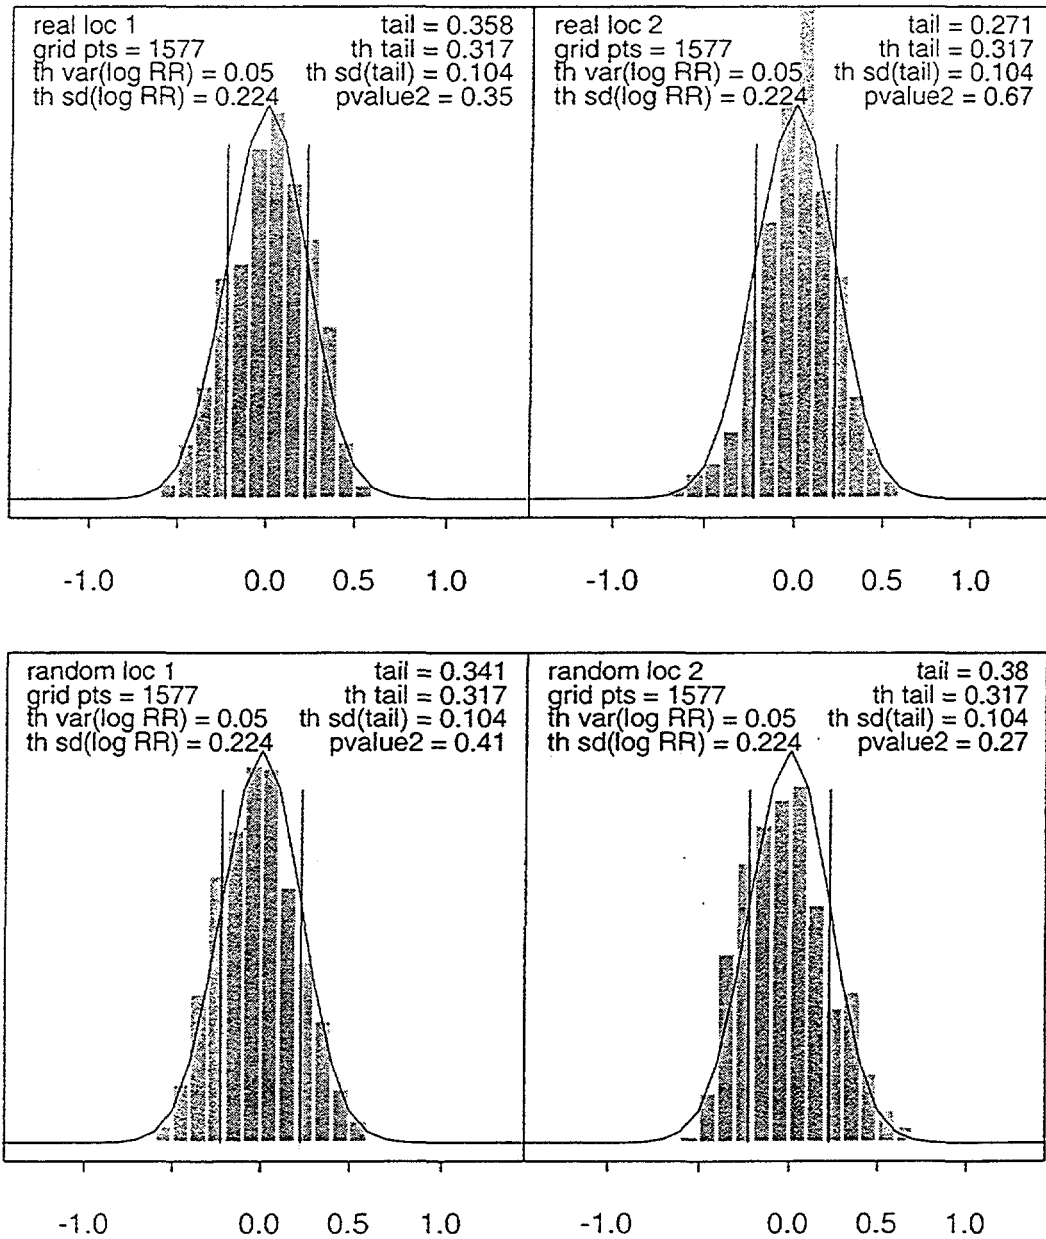 real loc 1 tail = 0.358
grid pts = 1577 th tail = 0.317
th var(log RR) = 0.05 th sd(tail) = 0.104
th sd(log RR) = 0.224 pvalue2 = 0.35
real loc 2 tail = 0.271
grid pts = 1577 th tail = 0.317
th var(log RR) = 0.05 th sd(tail) = 0.104
th sd(log RR) = 0.224 pvalue2 = 0.67
-1.0 0.0 0.5 1.0
-1.0 0.0 0.5 1.0
random loc 1 tail = 0.341
grid pts = 1577 th tail = 0.317
th var(log RR) = 0.05 th sd(tail) = 0.104
th sd(log RR) = 0.224 pvalue2 = 0.41
random loc 2 tail = 0.38
grid pts = 1577 th tail = 0.317
th var(log RR) = 0.05 th sd(tail) = 0.104
th sd(log RR) = 0.224 pvalue2 = 0.27
-1.0 0.0 0.5 1.0
-1.0 0.0 0.5 1.0